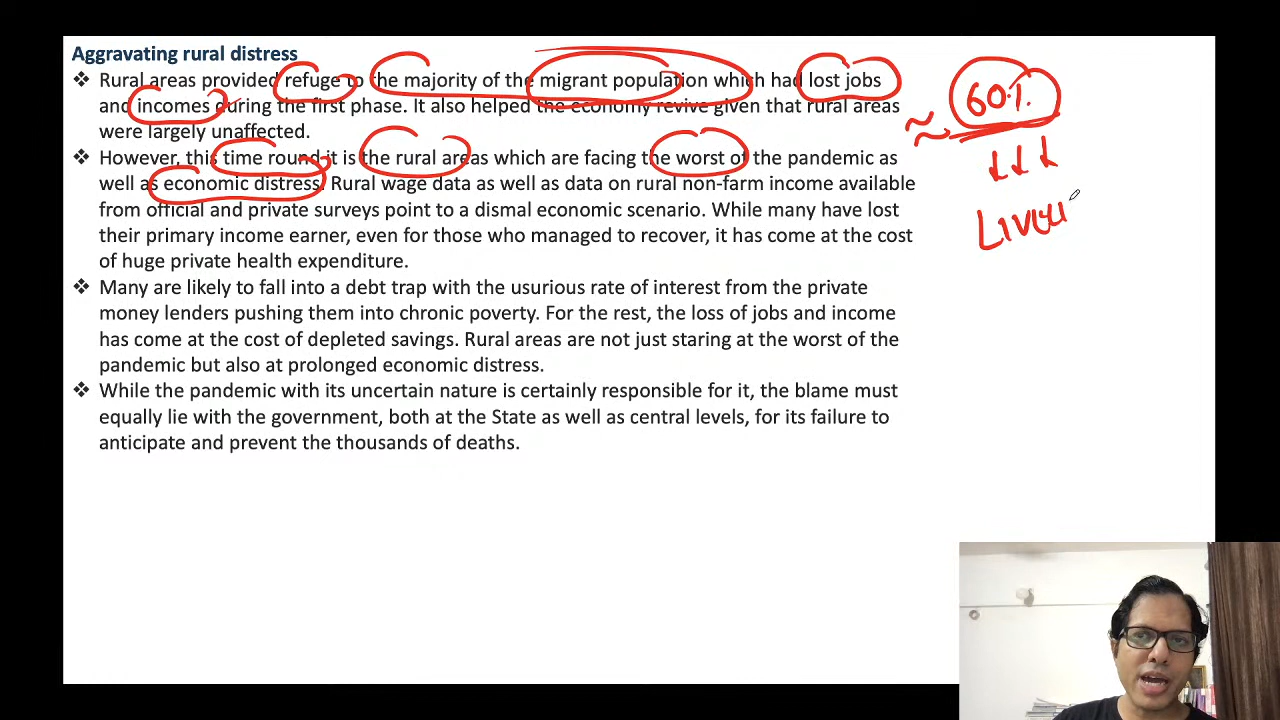 Aggravating rural distress
❖ Rural areas provided refuge to the majority of the migrant population which had lost jobs
and incomes during the first phase. It also helped the economy revive given that rural areas
were largely unaffected.
❖ However, this time round it is the rural areas which are facing the worst of the pandemic as
well as economic distress. Rural wage data as well as data on rural non-farm income available
from official and private surveys point to a dismal economic scenario. While many have lost
their primary income earner, even for those who managed to recover, it has come at the cost
of huge private health expenditure.
❖ Many are likely to fall into a debt trap with the usurious rate of interest from the private
money lenders pushing them into chronic poverty. For the rest, the loss of jobs and income
has come at the cost of depleted savings. Rural areas are not just staring at the worst of the
pandemic but also at prolonged economic distress.
❖ While the pandemic with its uncertain nature is certainly responsible for it, the blame must
equally lie with the government, both at the State as well as central levels, for its failure to
anticipate and prevent the thousands of deaths.
60%